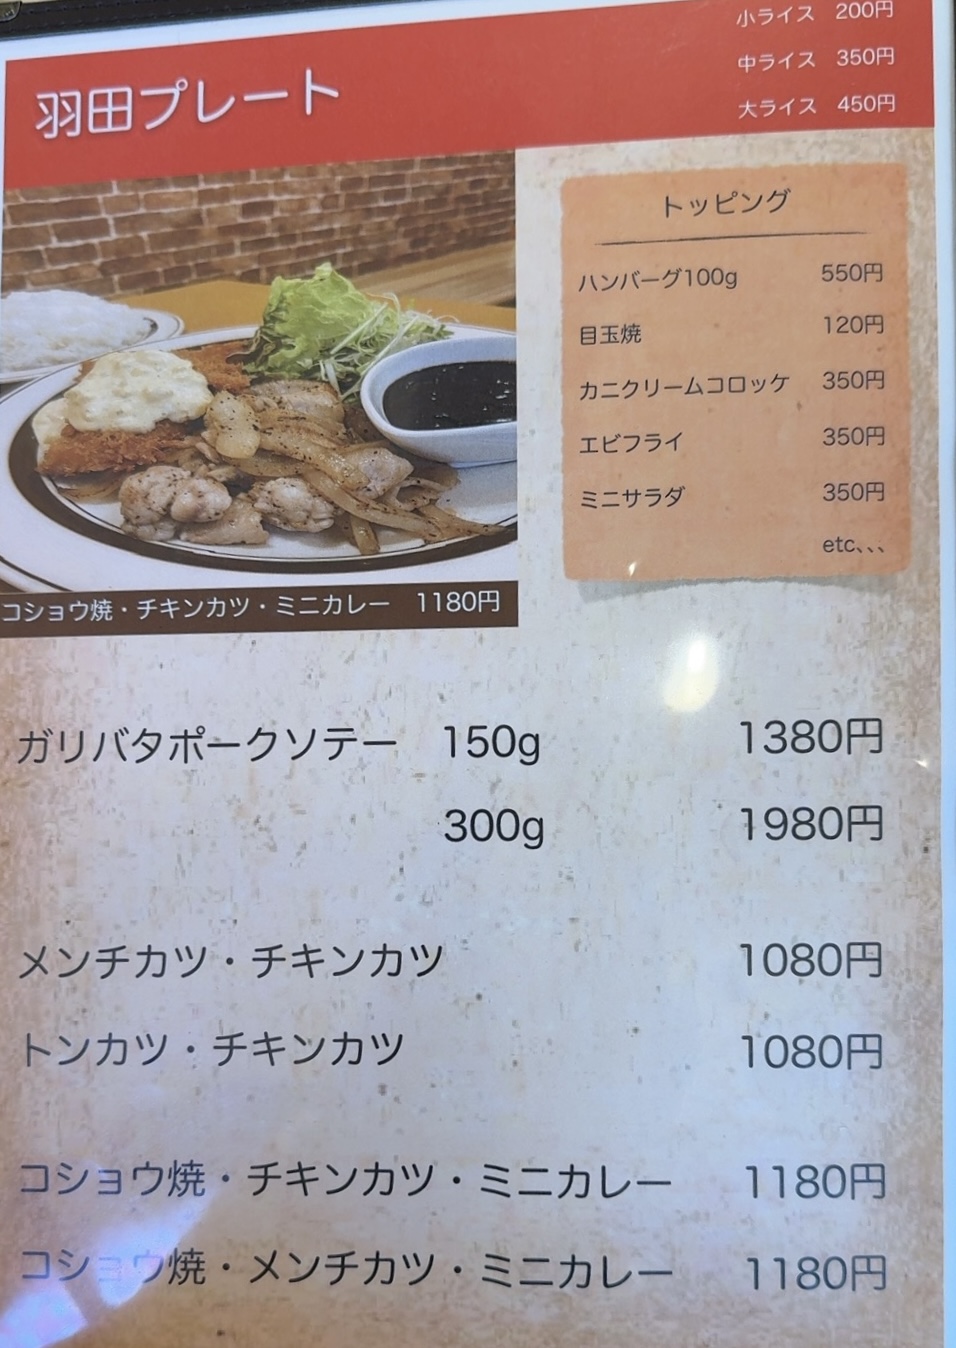 小ライス 200円
中ライス 350円
大ライス 450円
羽田プレート
トッピング
ハンバーグ100g 550円
目玉焼 120円
カニクリームコロッケ 350円
エビフライ 350円
ミニサラダ 350円
etc、、、
コショウ焼・チキンカツ・ミニカレー 1180円
ガリバタポークソテー 150g 1380円
300g 1980円
メンチカツ・チキンカツ 1080円
トンカツ・チキンカツ 1080円
コショウ焼・チキンカツ・ミニカレー 1180円
コショウ焼・メンチカツ・ミニカレー 1180円